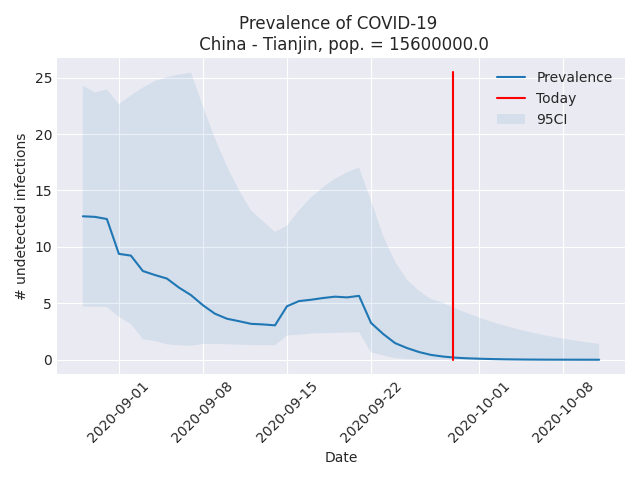 Prevalence of COVID-19
China - Tianjin, pop. = 15600000.0
25
20
15
10
5
0
# undetected infections
Prevalence
Today
95CI
2020-09-01
2020-09-08
2020-09-15
2020-09-22
2020-10-01
2020-10-08
Date